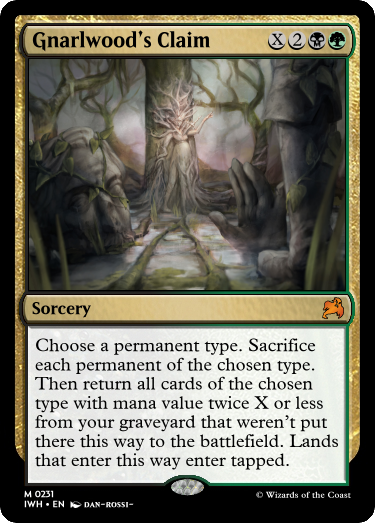 Gnarlwood's Claim X 2
Sorcery
Choose a permanent type. Sacrifice
each permanent of the chosen type.
Then return all cards of the chosen
type with mana value twice X or less
from your graveyard that weren't put
there this way to the battlefield. Lands
that enter this way enter tapped.
M 0231
IWH • EN DAN-ROSSI-
© Wizards of the Coast